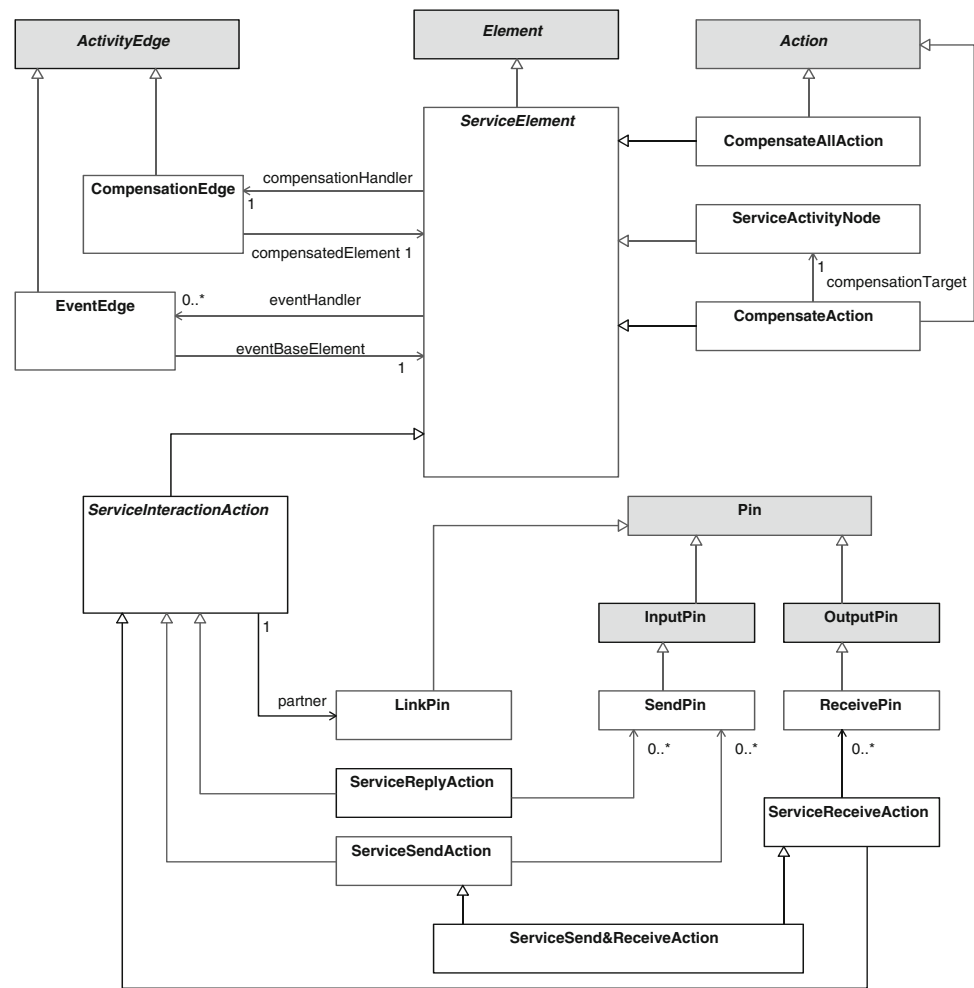 ActivityEdge
Element
Action
ServiceElement
CompensateAllAction
CompensationEdge
compensationHandler
1
ServiceActivityNode
compensatedElement 1
1
compensationTarget
EventEdge
0..*
eventHandler
CompensateAction
eventBaseElement
1
ServiceInteractionAction
Pin
1
InputPin
OutputPin
partner
LinkPin
SendPin
ReceivePin
0..*
0..*
0..*
ServiceReplyAction
ServiceReceiveAction
ServiceSendAction
ServiceSend&ReceiveAction